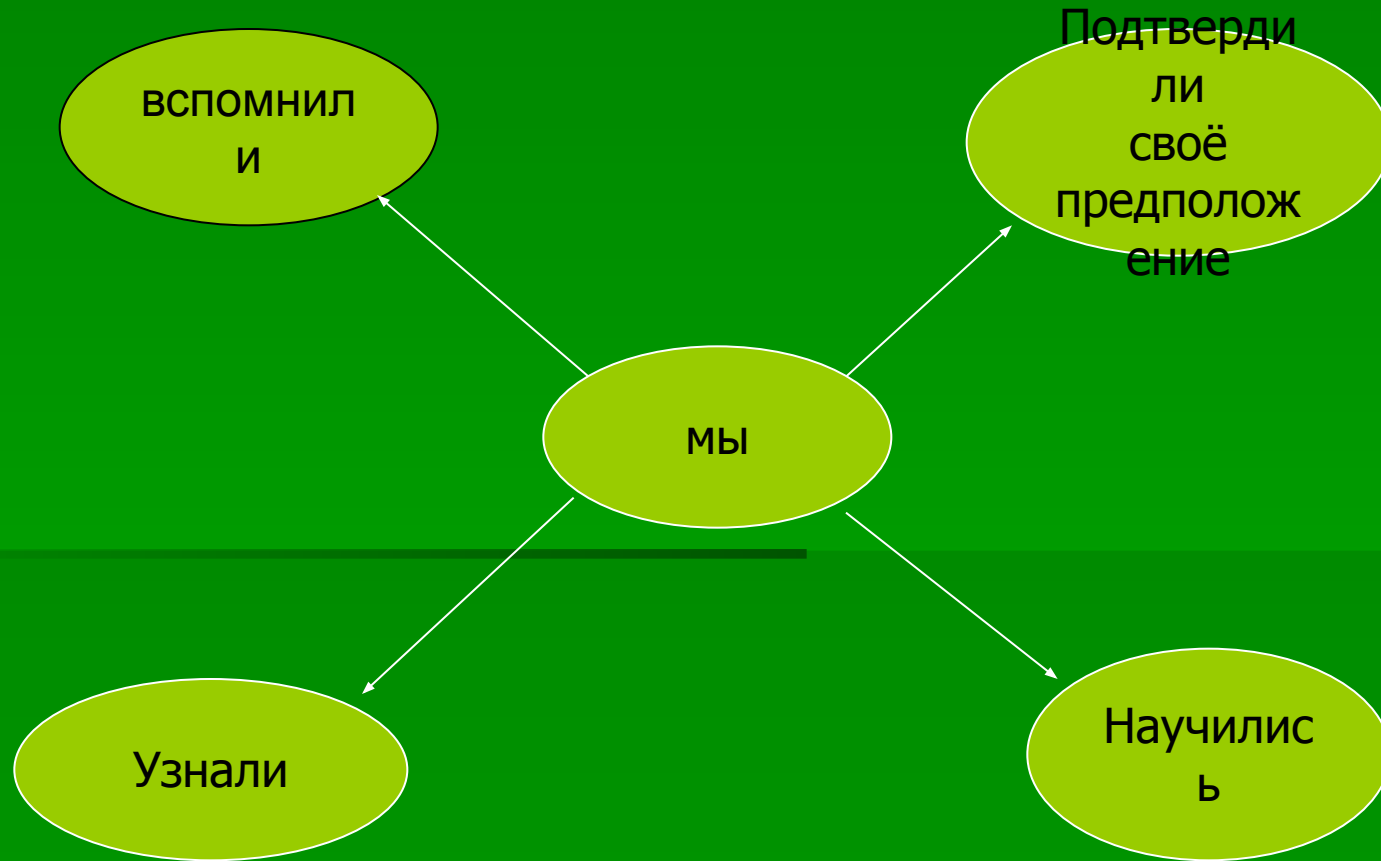 вспомнил
и
Подтверди
ли
своё
предполож
ение
мы
Узнали
Научилис
ь